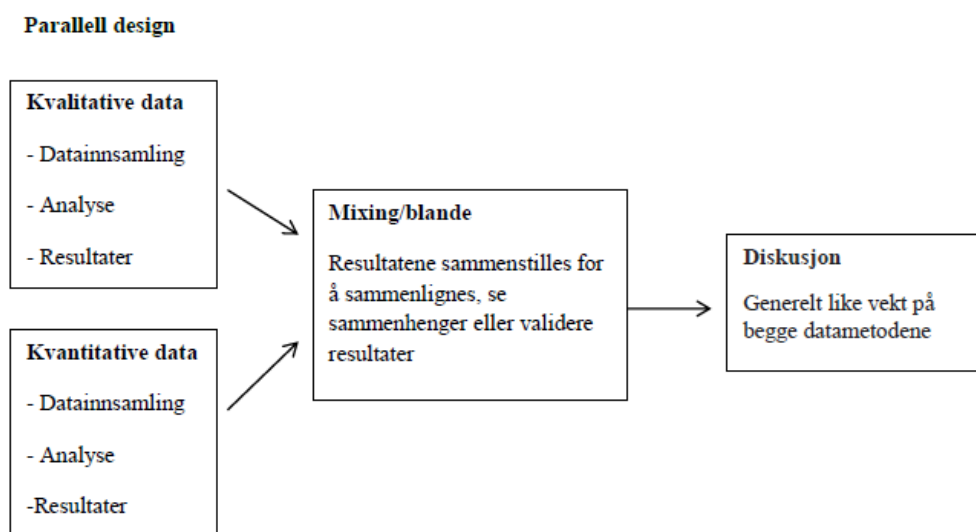 Parallell design
Kvalitative data
- Datainnsamling
- Analyse
- Resultater
Kvantitative data
- Datainnsamling
- Analyse
-Resultater
Mixing/blande
Resultatene sammenstilles for
å sammenlignes, se
sammenhenger eller validere
resultater
Diskusjon
Generelt like vekt på
begge datametodene